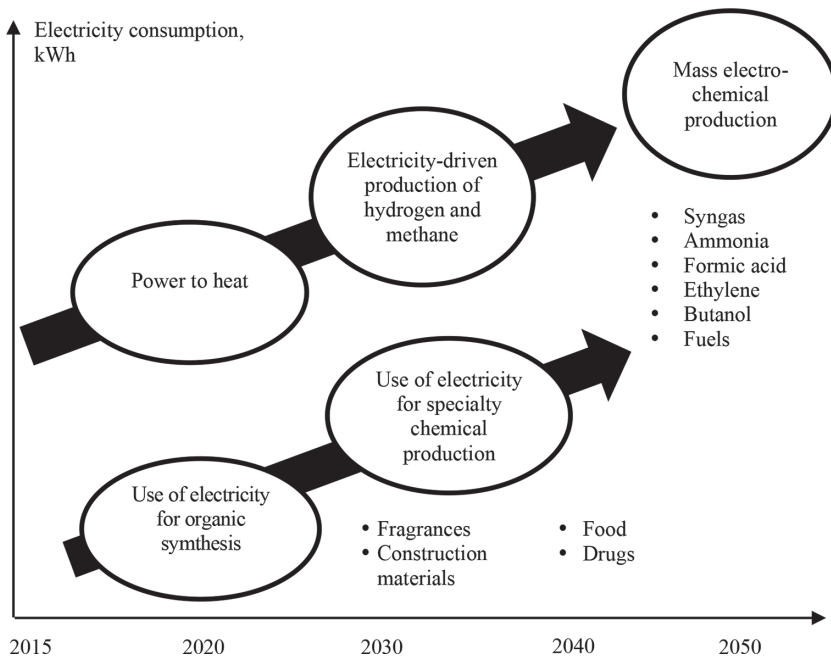 Electricity consumption,
kWh
Mass electro-
chemical
production
Electricity-driven
production of
hydrogen and
methane
Power to heat
• Syngas
• Ammonia
• Formic acid
• Ethylene
• Butanol
• Fuels
Use of electricity
for specialty
chemical
production
Use of electricity
for organic
symthesis
• Fragrances
• Construction
materials
• Food
• Drugs
2015 2020 2030 2040 2050